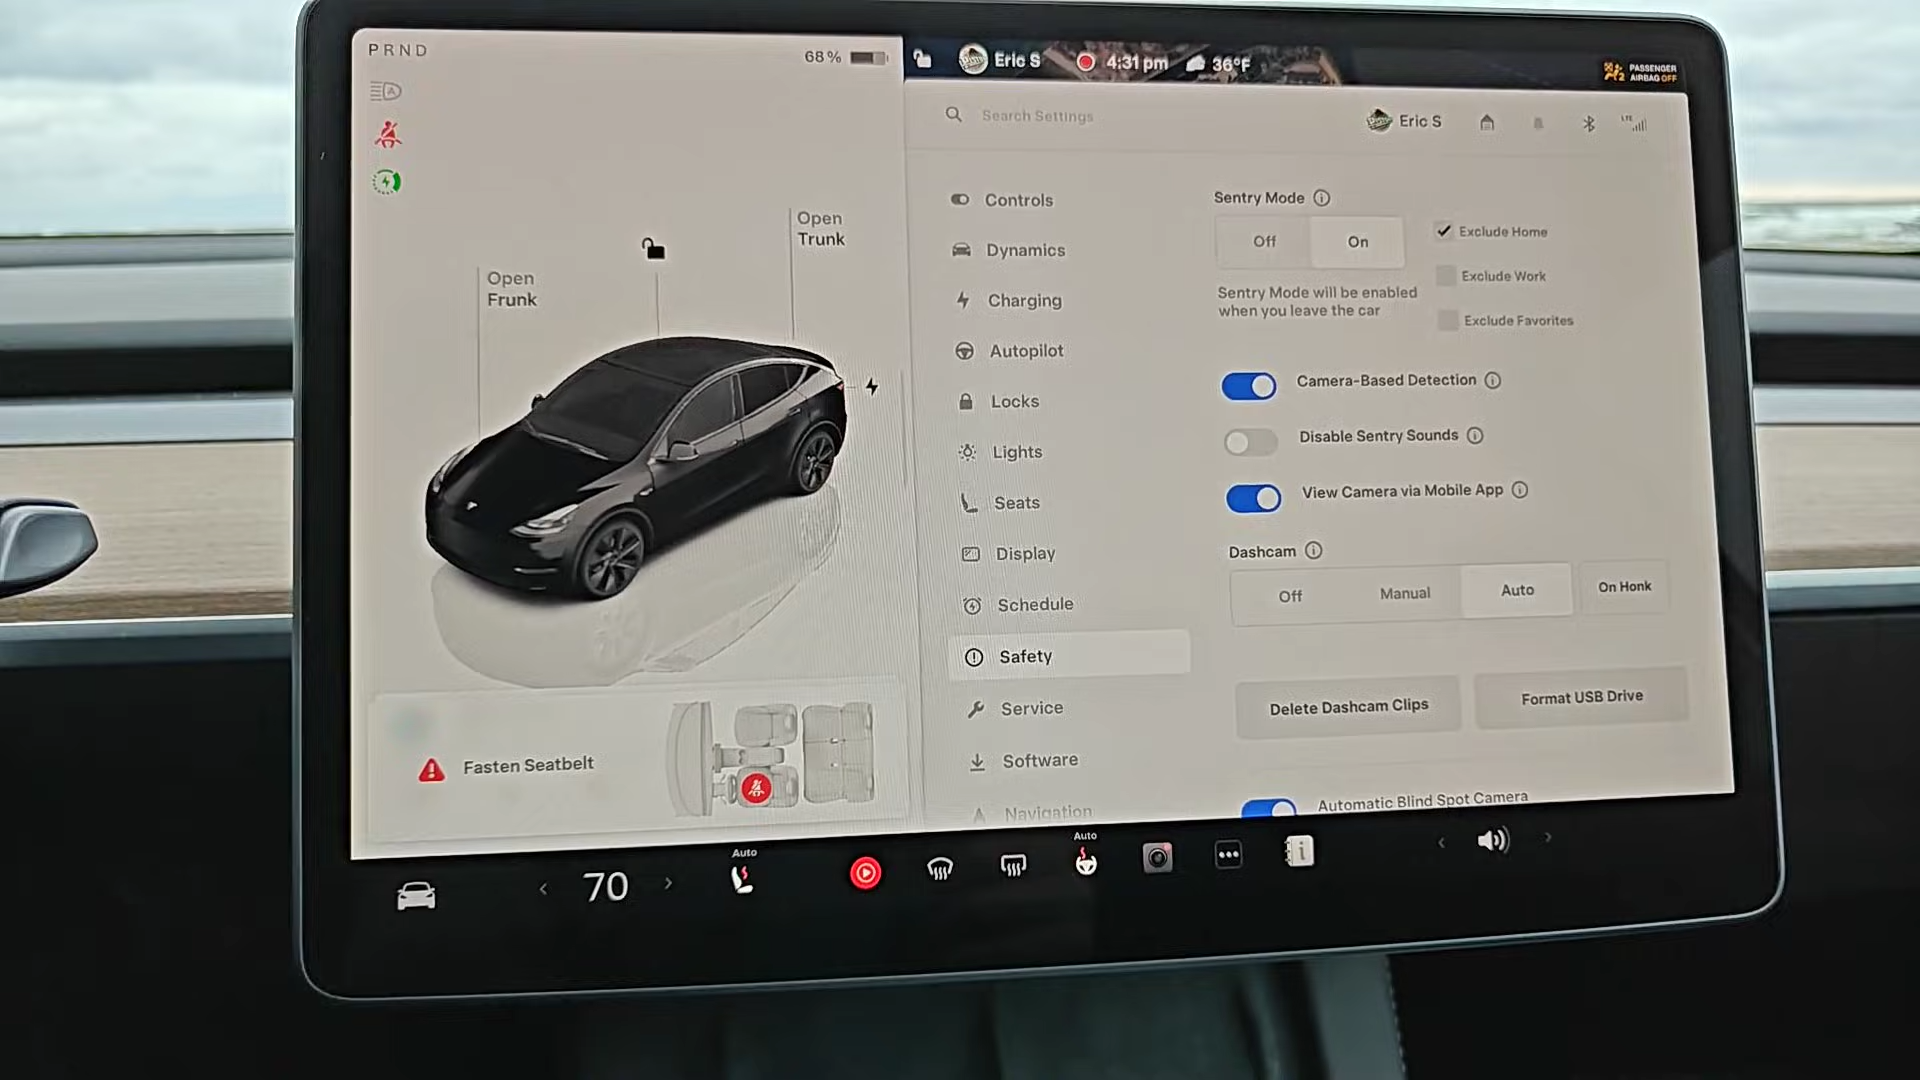 PRND
68%
Eric S
4:31 pm
36°F
PASSENGER
AIRBAG OFF
Open
Frunk
Open
Trunk
Fasten Seatbelt
Search Settings
Eric S
LTE
Controls
Dynamics
Charging
Autopilot
Locks
Lights
Seats
Display
Schedule
Safety
Service
Software
Navigation
Sentry Mode
Off
On
Exclude Home
Exclude Work
Exclude Favorites
Sentry Mode will be enabled
when you leave the car
Camera-Based Detection
Disable Sentry Sounds
View Camera via Mobile App
Dashcam
Off
Manual
Auto
On Honk
Delete Dashcam Clips
Format USB Drive
Automatic Blind Spot Camera
70
Auto
Auto